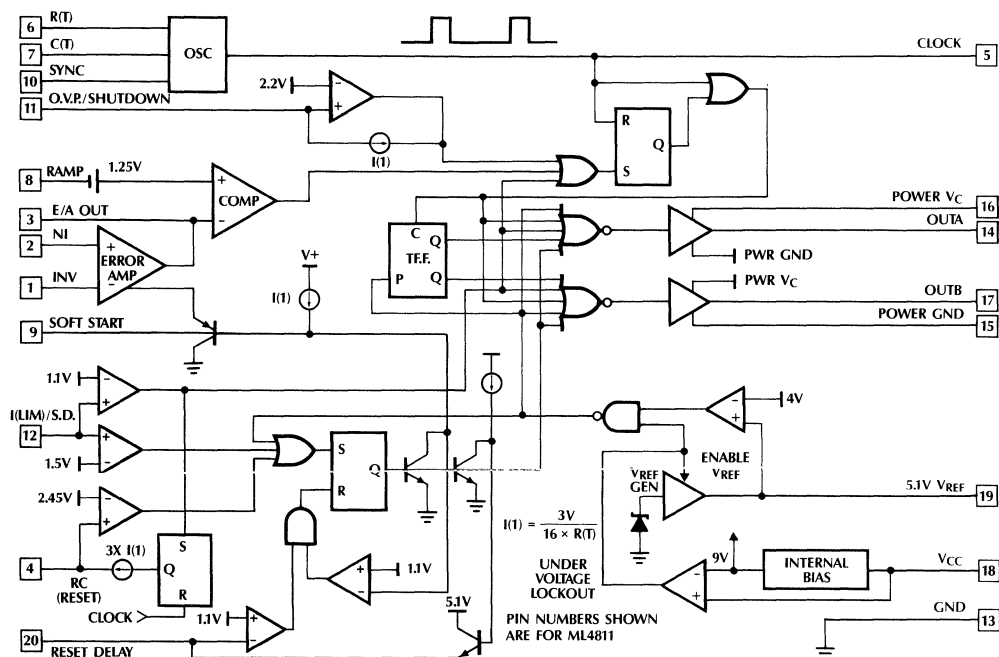 6 R(T)
7 C(T)
10 SYNC
11 O.V.P./SHUTDOWN
OSC
CLOCK 5
2.2V
-
+
I(1)
R
Q
S
8 RAMP 1.25V
3 E/A OUT
2 NI
1 INV
+
-
COMP
+
ERROR
AMP
-
C
Q
T.F.F.
P
Q
POWER VC 16
OUTA 14
PWR GND
PWR VC
OUTB 17
POWER GND 15
V+
I(1)
9 SOFT START
1.1V
-
+
I(LIM)/S.D.
12
+
1.5V
-
2.45V
-
+
S
Q
R
4V
-
+
ENABLE
VREF
VREF
GEN
5.1V VREF 19
I(1) = 3V
16 × R(T)
4
3X I(1)
RC
(RESET)
S
Q
R
CLOCK
1.1V
+
-
+
1.1V
-
5.1V
UNDER
VOLTAGE
LOCKOUT
9V
-
+
INTERNAL
BIAS
VCC 18
GND 13
PIN NUMBERS SHOWN
ARE FOR ML4811
20
RESET DELAY